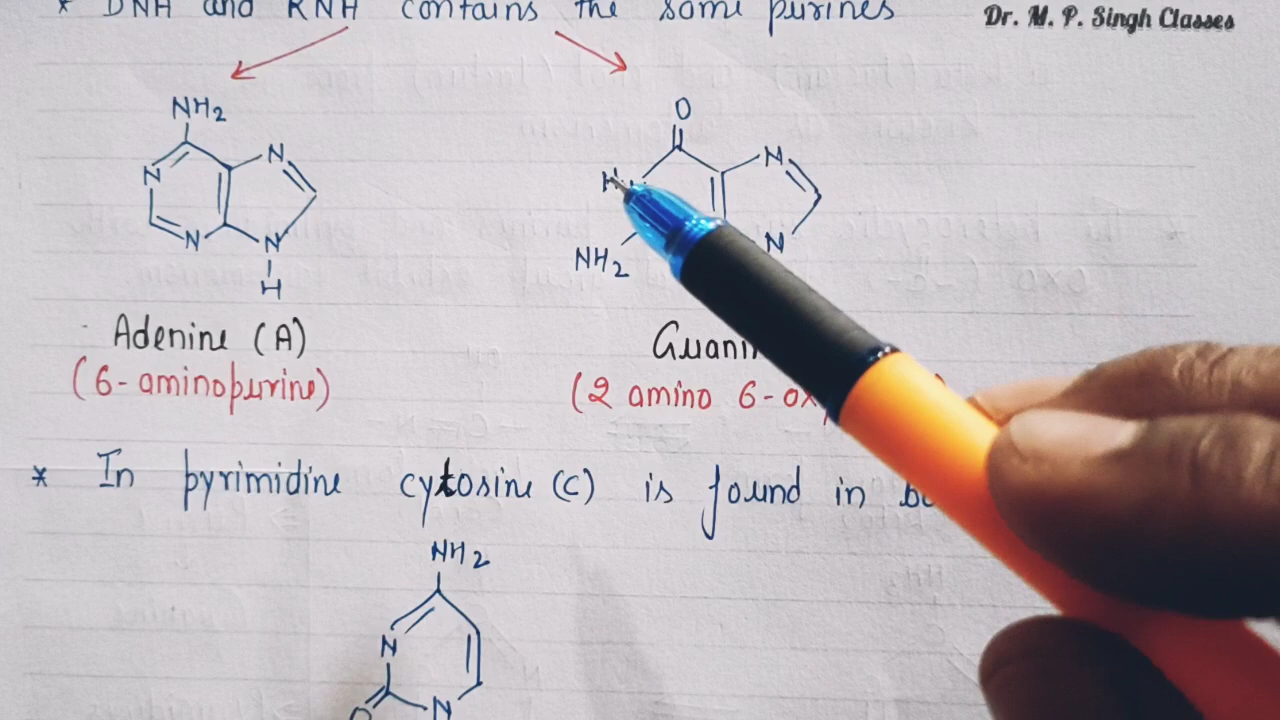 * DNA and RNA contains the same purines
Dr. M. P. Singh Classes
NH2
N
N
N
N
H
O
N
NH2
N
Adenine (A)
(6-aminopurine)
(2 amino 6-
* In pyrimidine cytosine (C) is found in
NH2
N
O
N